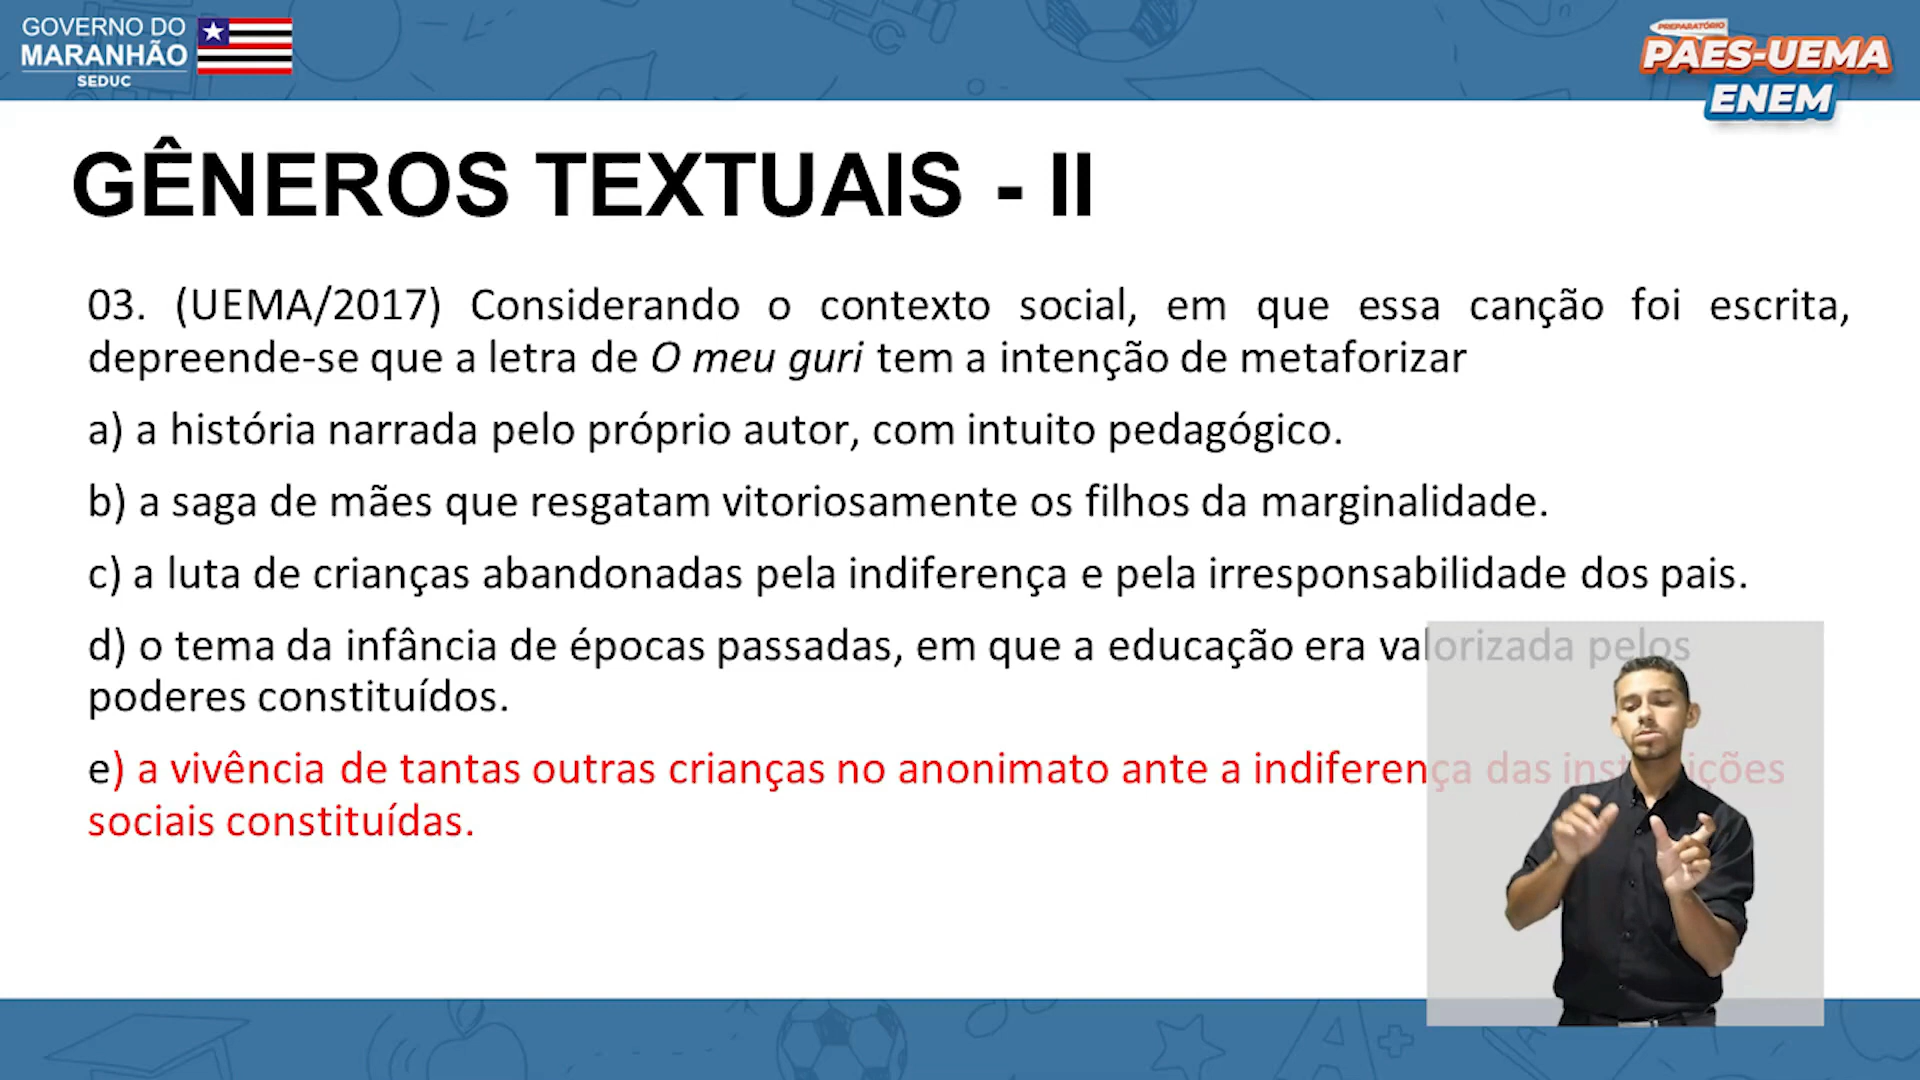 GOVERNO DO
MARANHÃO
SEDUC
PREPARATÓRIO
PAES-UEMA
ENEM
GÊNEROS TEXTUAIS - II
03. (UEMA/2017) Considerando o contexto social, em que essa canção foi escrita,
depreende-se que a letra de O meu guri tem a intenção de metaforizar
a) a história narrada pelo próprio autor, com intuito pedagógico.
b) a saga de mães que resgatam vitoriosamente os filhos da marginalidade.
c) a luta de crianças abandonadas pela indiferença e pela irresponsabilidade dos pais.
d) o tema da infância de épocas passadas, em que a educação era valorizada pelos
poderes constituídos.
e) a vivência de tantas outras crianças no anonimato ante a indiferença das instituições
sociais constituídas.